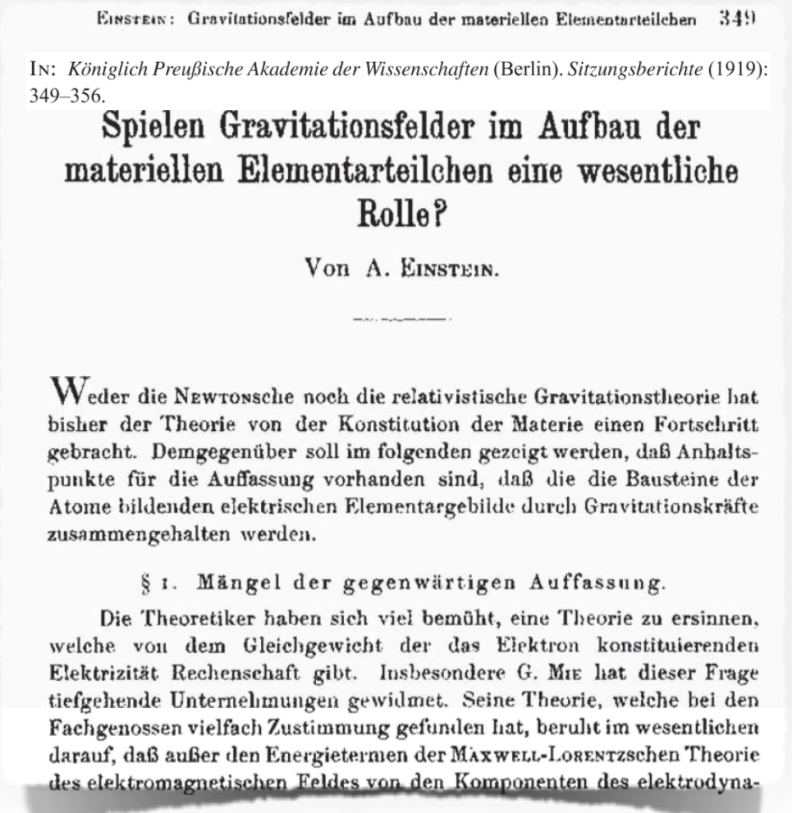 EINSTEIN: Gravitationsfelder im Aufbau der materiellen Elementarteilchen 349
IN: Königlich Preußische Akademie der Wissenschaften (Berlin). Sitzungsberichte (1919):
349–356.
Spielen Gravitationsfelder im Aufbau der
materiellen Elementarteilchen eine wesentliche
Rolle?
Von A. EINSTEIN.
Weder die NEWTONsche noch die relativistische Gravitationstheorie hat
bisher der Theorie von der Konstitution der Materie einen Fortschritt
gebracht. Demgegenüber soll im folgenden gezeigt werden, daß Anhalts-
punkte für die Auffassung vorhanden sind, daß die die Bausteine der
Atome bildenden elektrischen Elementargebilde durch Gravitationskräfte
zusammengehalten werden.
§ 1. Mängel der gegenwärtigen Auffassung.
Die Theoretiker haben sich viel bemüht, eine Theorie zu ersinnen,
welche von dem Gleichgewicht der das Elektron konstituierenden
Elektrizität Rechenschaft gibt. Insbesondere G. MIE hat dieser Frage
tiefgehende Unternehmungen gewidmet. Seine Theorie, welche bei den
Fachgenossen vielfach Zustimmung gefunden hat, beruht im wesentlichen
darauf, daß außer den Energietermen der MAXWELL-LORENTZschen Theorie
des elektromagnetischen Feldes von den Komponenten des elektrodyna-